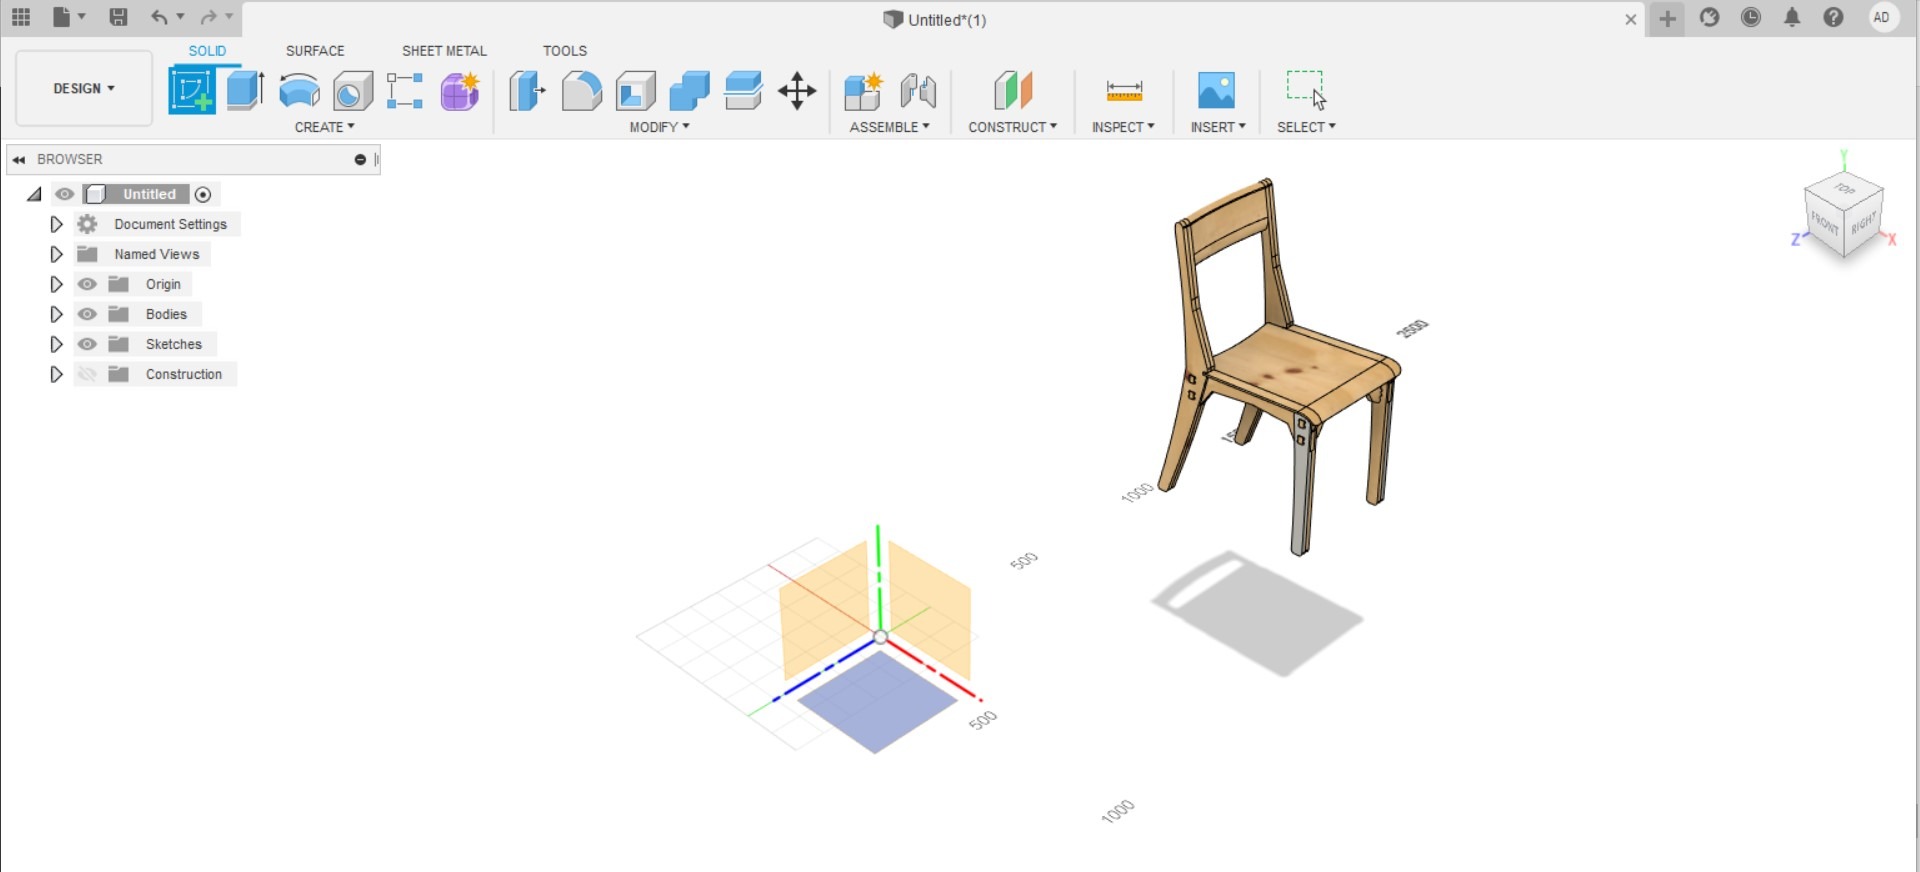 Untitled*(1)
AD
SOLID SURFACE SHEET METAL TOOLS
DESIGN
CREATE MODIFY ASSEMBLE CONSTRUCT INSPECT INSERT SELECT
BROWSER
Untitled
Document Settings
Named Views
Origin
Bodies
Sketches
Construction
Y
TOP
FRONT
RIGHT
Z
X
2500
1000
500
500
1000